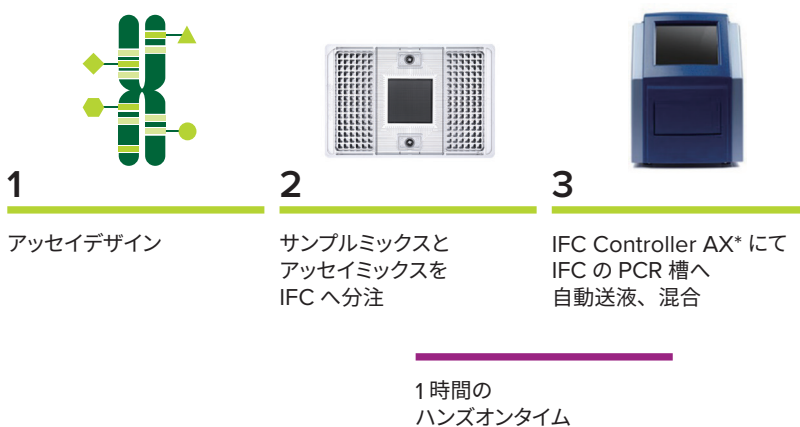 1
アッセイデザイン
2
サンプルミックスと
アッセイミックスを
IFC へ分注
3
IFC Controller AX* にて
IFC の PCR 槽へ
自動送液、混合
1 時間の
ハンズオンタイム